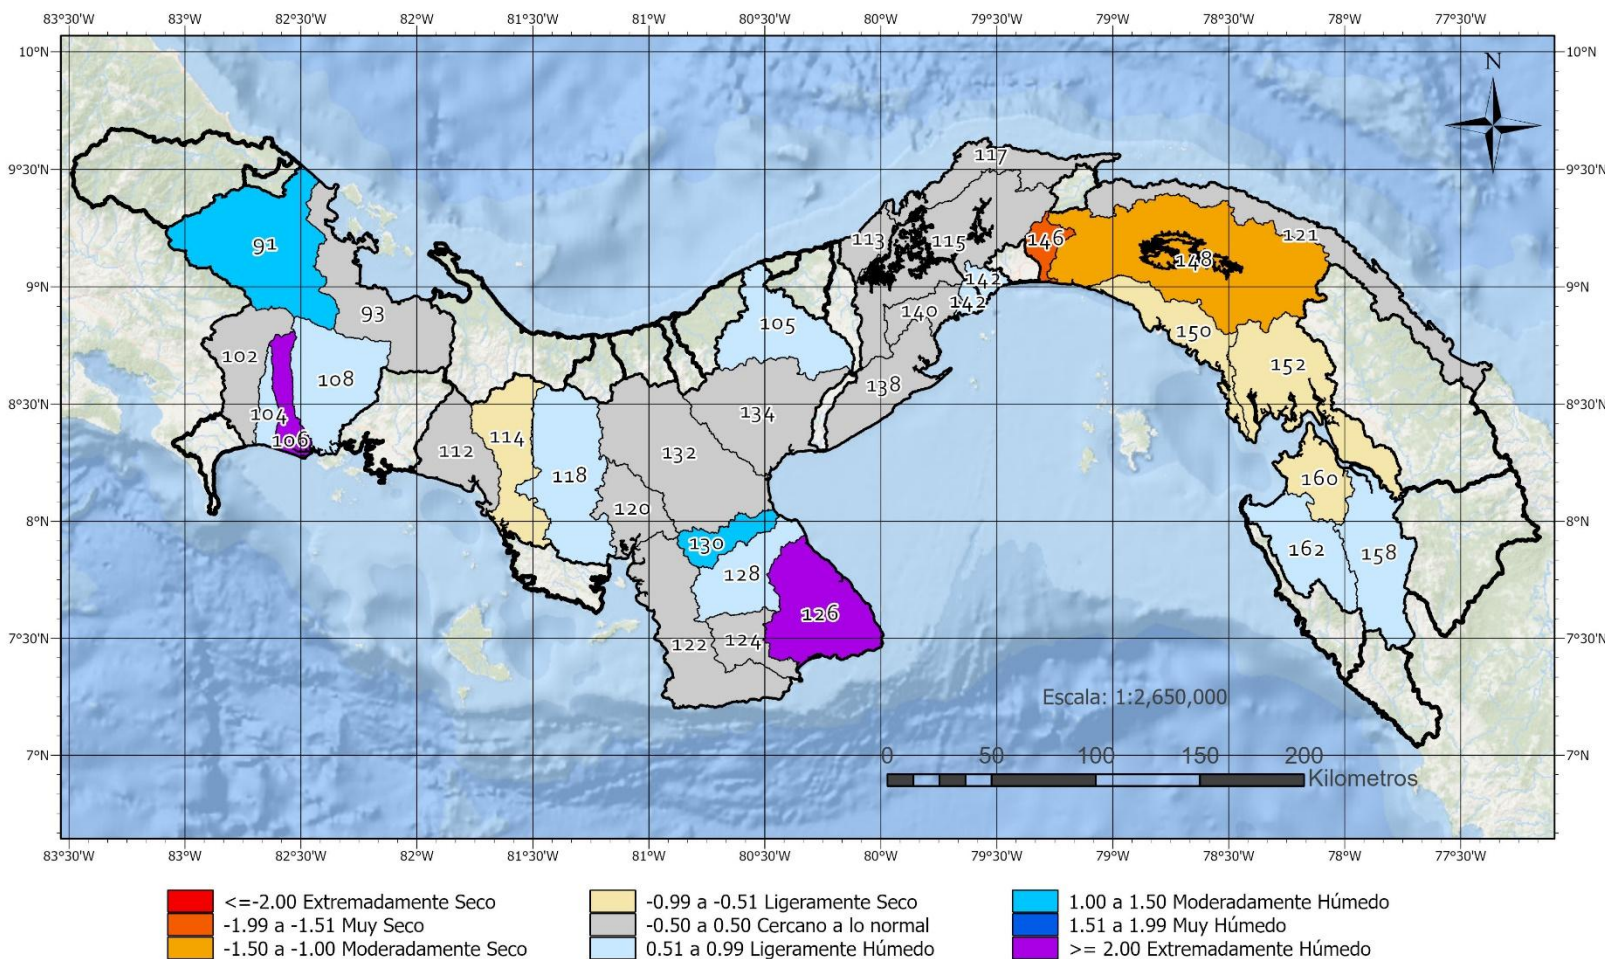 83°30'W 83°W 82°30'W 82°W 81°30'W 81°W 80°30'W 80°W 79°30'W 79°W 78°30'W 78°W 77°30'W
10°N 10°N
N
117
9°30'N 9°30'N
91 113 115 146 121
148
142
9°N 9°N
93 105 140 142
150
102 108 138 152
8°30'N 8°30'N
104 106 112 114 118 132 134
160
120
8°N 8°N
130 128 162 158
126
7°30'N 122 124 7°30'N
Escala: 1:2,650,000
7°N 0 50 100 150 200 7°N
Kilometros
83°30'W 83°W 82°30'W 82°W 81°30'W 81°W 80°30'W 80°W 79°30'W 79°W 78°30'W 78°W 77°30'W
<=-2.00 Extremadamente Seco
-1.99 a -1.51 Muy Seco
-1.50 a -1.00 Moderadamente Seco
-0.99 a -0.51 Ligeramente Seco
-0.50 a 0.50 Cercano a lo normal
0.51 a 0.99 Ligeramente Húmedo
1.00 a 1.50 Moderadamente Húmedo
1.51 a 1.99 Muy Húmedo
>= 2.00 Extremadamente Húmedo